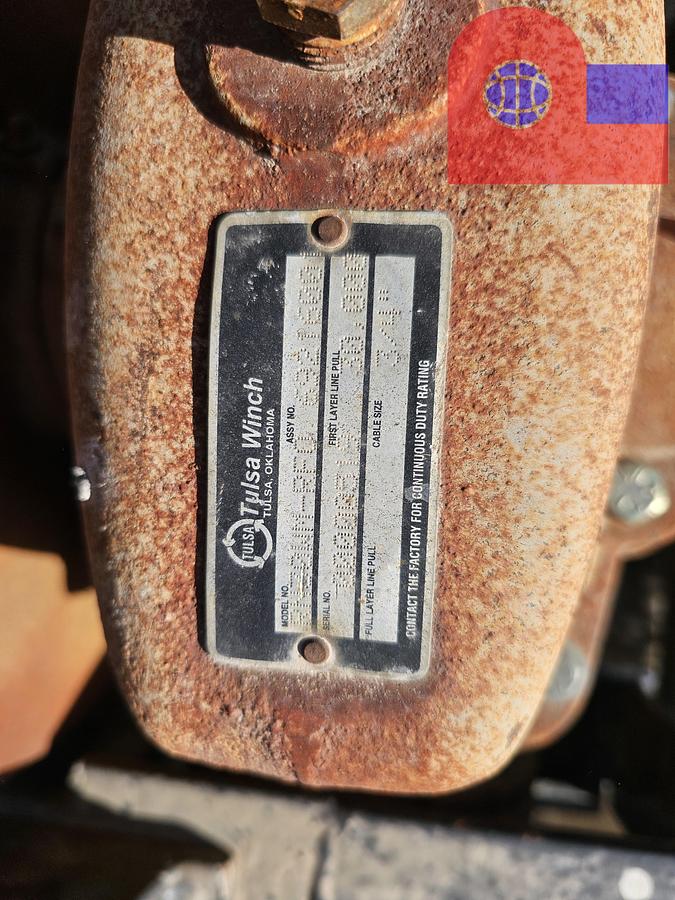 TULSA
Tulsa Winch
TULSA, OKLAHOMA
MODEL NO. ASSY NO.
SERIAL NO. FIRST LAYER LINE PULL
30,000
FULL LAYER LINE PULL CABLE SIZE
3/4"
CONTACT THE FACTORY FOR CONTINUOUS DUTY RATING